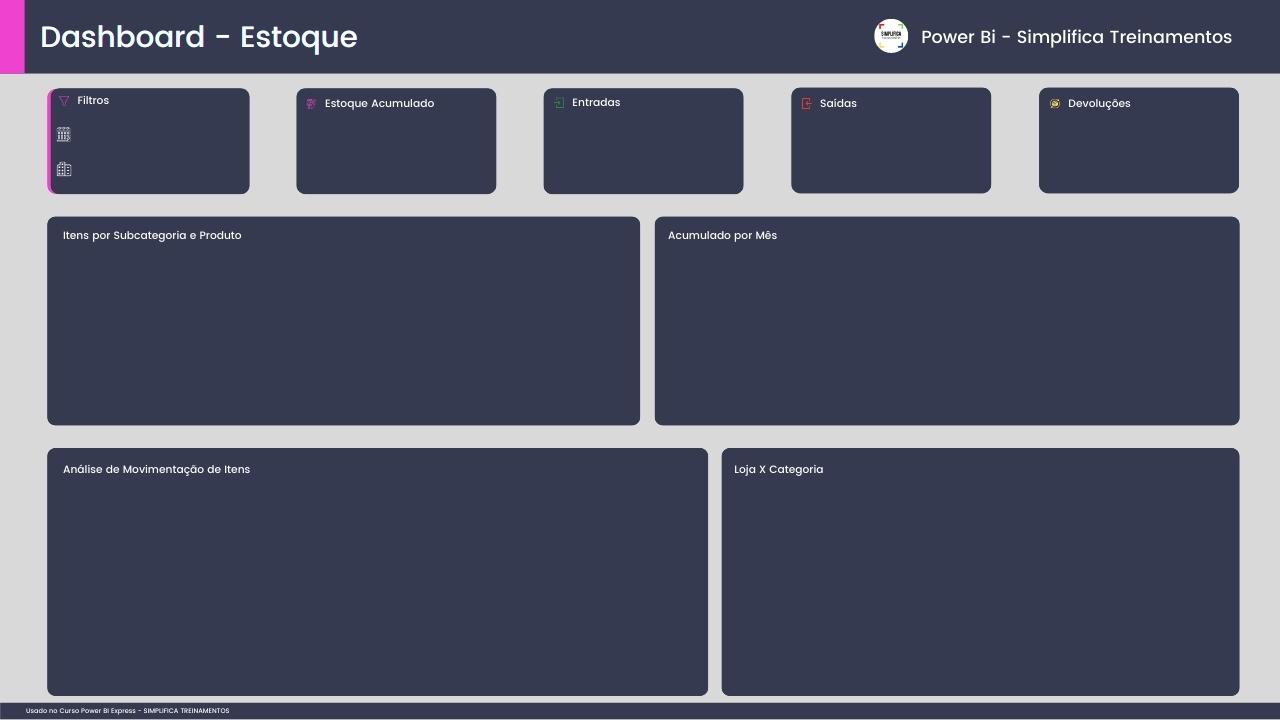 Dashboard - Estoque
SIMPLIFICA
Power Bi - Simplifica Treinamentos
Filtros
Estoque Acumulado
Entradas
Saídas
Devoluções
Itens por Subcategoria e Produto
Acumulado por Mês
Análise de Movimentação de Itens
Loja X Categoria
Usado no Curso Power BI Express - SIMPLIFICA TREINAMENTOS